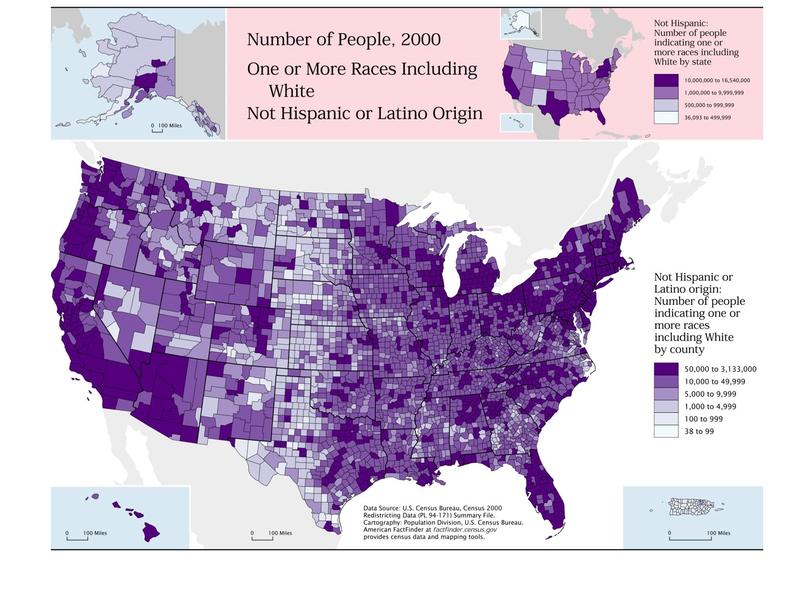 Number of People, 2000
One or More Races Including
White
Not Hispanic or Latino Origin
0 100 Miles
Not Hispanic:
Number of people
indicating one or
more races including
White by state
10,000,000 to 16,540,000
1,000,000 to 9,999,999
500,000 to 999,999
36,093 to 499,999
Not Hispanic or
Latino origin:
Number of people
indicating one or
more races
including White
by county
50,000 to 3,133,000
10,000 to 49,999
5,000 to 9,999
1,000 to 4,999
100 to 999
38 to 99
Data Source: U.S. Census Bureau, Census 2000
Redistricting Data (PL 94-171) Summary File.
Cartography: Population Division, U.S. Census Bureau.
American FactFinder at factfinder.census.gov
provides census data and mapping tools.
0 100 Miles
0 100 Miles
0 100 Miles